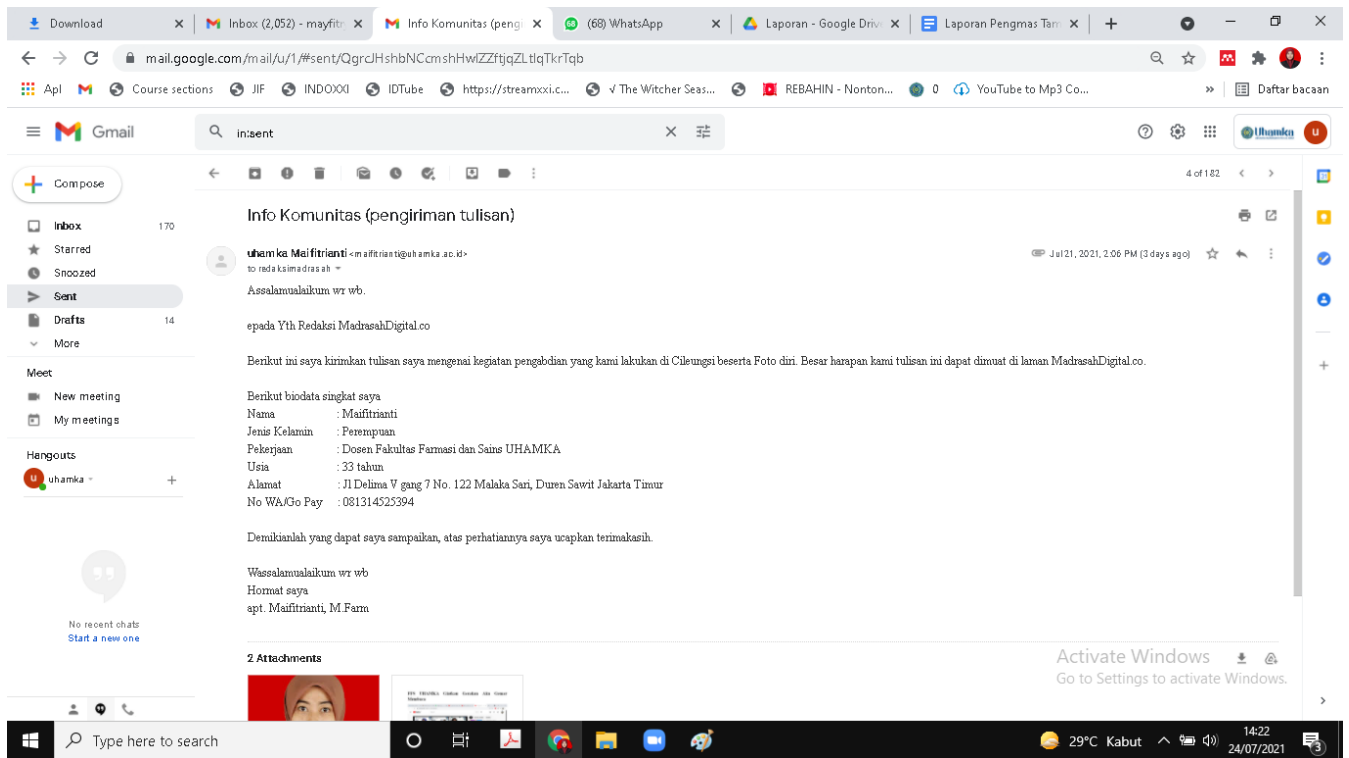 Download
Inbox (2,052) - mayfitr
Info Komunitas (pengi
(68) WhatsApp
Laporan - Google Driv
Laporan Pengmas Tam
mail.google.com/mail/u/1/#sent/QgrcJHshbNCcmshHwlZZftjqZLtlqTkrTqb
Apl
Course sections
JIF
INDOXXI
IDTube
https://streamxxi.c...
√ The Witcher Seas...
REBAHIN - Nonton...
0
YouTube to Mp3 Co...
»
Daftar bacaan
Gmail
in:sent
Uhamka
u
Compose
4 of 182
Info Komunitas (pengiriman tulisan)
Inbox 170
Starred
Snoozed
Sent
Drafts 14
More
Meet
New meeting
My meetings
Hangouts
u uhamka
No recent chats
Start a new one
uhamka Maifitrianti <maifitrianti@uhamka.ac.id>
Jul 21, 2021, 2:06 PM (3 days ago)
to redaksimadrasah
Assalamualaikum wr wb.
epada Yth Redaksi MadrasahDigital.co
Berikut ini saya kirimkan tulisan saya mengenai kegiatan pengabdian yang kami lakukan di Cileungsi beserta Foto diri. Besar harapan kami tulisan ini dapat dimuat di laman MadrasahDigital.co.
Berikut biodata singkat saya
Nama : Maifitrianti
Jenis Kelamin : Perempuan
Pekerjaan : Dosen Fakultas Farmasi dan Sains UHAMKA
Usia : 33 tahun
Alamat : Jl Delima V gang 7 No. 122 Malaka Sari, Duren Sawit Jakarta Timur
No WA/Go Pay : 081314525394
Demikianlah yang dapat saya sampaikan, atas perhatiannya saya ucapkan terimakasih.
Wassalamualaikum wr wb
Hormat saya
apt. Maifitrianti, M.Farm
2 Attachments
Activate Windows
Go to Settings to activate Windows.
Type here to search
29°C Kabut
14:22
24/07/2021
3